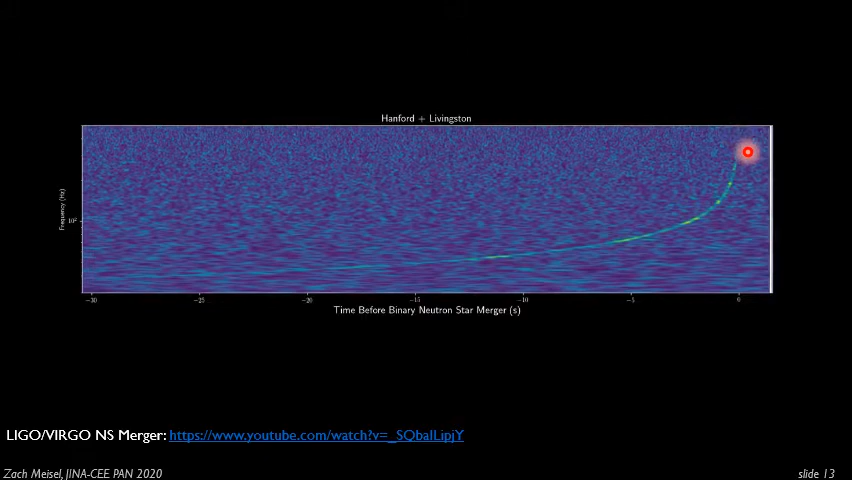 Hanford + Livingston
Frequency (Hz)
10²
−30 −25 −20 −15 −10 −5 0
Time Before Binary Neutron Star Merger (s)
LIGO/VIRGO NS Merger: https://www.youtube.com/watch?v=_SQbaILipjY
Zach Meisel, JINA-CEE PAN 2020 slide 13